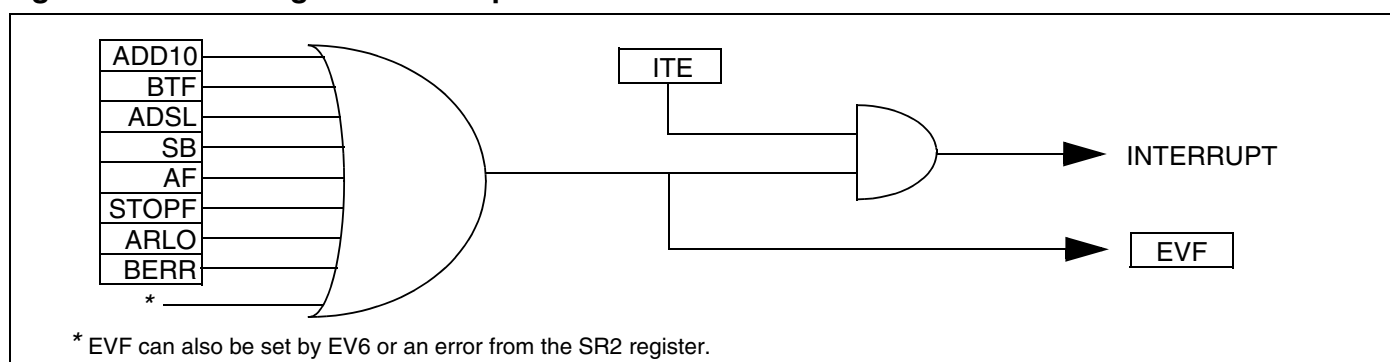 ADD10
BTF
ADSL
SB
AF
STOPF
ARLO
BERR
*
ITE
INTERRUPT
EVF
* EVF can also be set by EV6 or an error from the SR2 register.